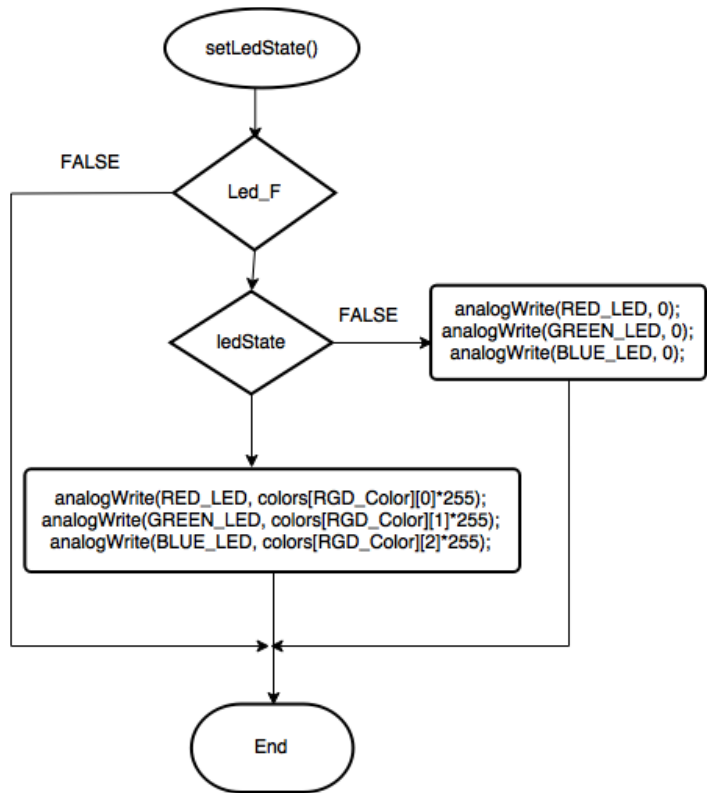 setLedState()
FALSE
Led_F
ledState
FALSE
analogWrite(RED_LED, 0);
analogWrite(GREEN_LED, 0);
analogWrite(BLUE_LED, 0);
analogWrite(RED_LED, colors[RGD_Color][0]*255);
analogWrite(GREEN_LED, colors[RGD_Color][1]*255);
analogWrite(BLUE_LED, colors[RGD_Color][2]*255);
End